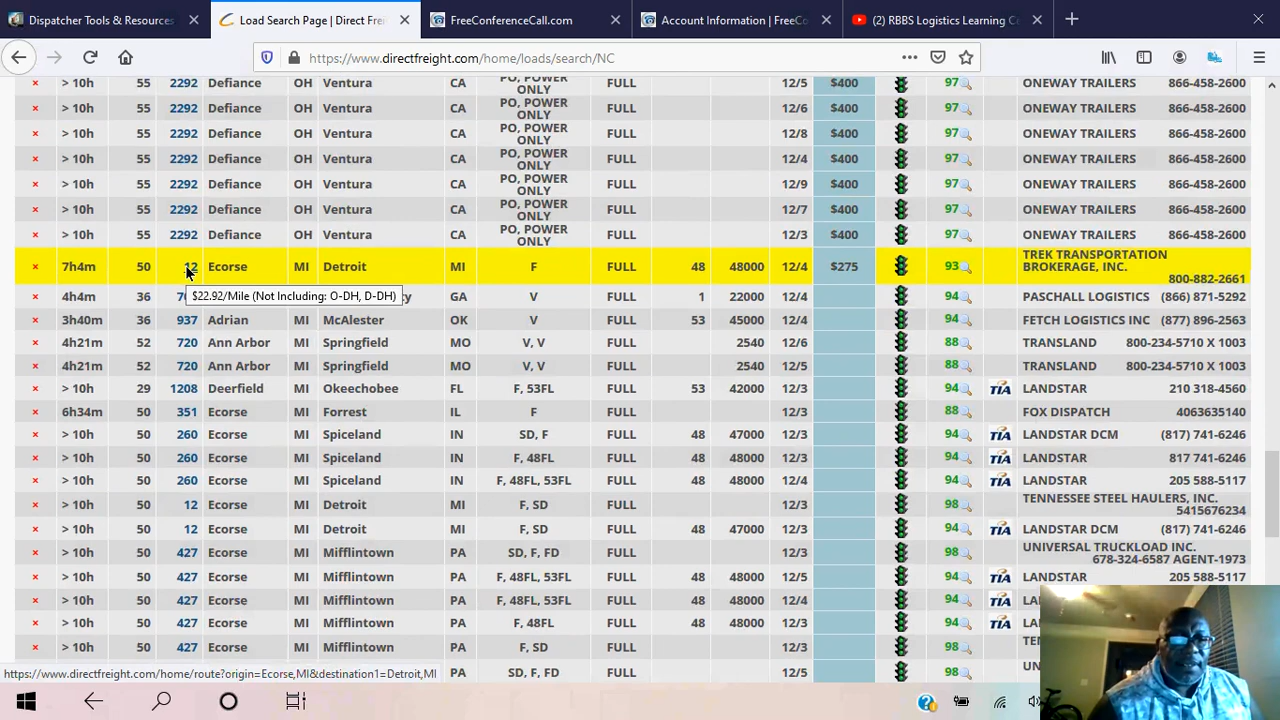 Dispatcher Tools & Resources
Load Search Page | Direct Frei
FreeConferenceCall.com
Account Information | FreeCo
(2) RBBS Logistics Learning Ce
https://www.directfreight.com/home/loads/search/NC
× > 10h 55 2292 Defiance OH Ventura CA PO, POWER ONLY FULL 12/5 $400 97 ONEWAY TRAILERS 866-458-2600
× > 10h 55 2292 Defiance OH Ventura CA PO, POWER ONLY FULL 12/6 $400 97 ONEWAY TRAILERS 866-458-2600
× > 10h 55 2292 Defiance OH Ventura CA PO, POWER ONLY FULL 12/8 $400 97 ONEWAY TRAILERS 866-458-2600
× > 10h 55 2292 Defiance OH Ventura CA PO, POWER ONLY FULL 12/4 $400 97 ONEWAY TRAILERS 866-458-2600
× > 10h 55 2292 Defiance OH Ventura CA PO, POWER ONLY FULL 12/9 $400 97 ONEWAY TRAILERS 866-458-2600
× > 10h 55 2292 Defiance OH Ventura CA PO, POWER ONLY FULL 12/7 $400 97 ONEWAY TRAILERS 866-458-2600
× > 10h 55 2292 Defiance OH Ventura CA PO, POWER ONLY FULL 12/3 $400 97 ONEWAY TRAILERS 866-458-2600
× 7h4m 50 12 Ecorse MI Detroit MI F FULL 48 48000 12/4 $275 93 TREK TRANSPORTATION BROKERAGE, INC. 800-882-2661
$22.92/Mile (Not Including: O-DH, D-DH)
× 4h4m 36 GA V FULL 1 22000 12/4 94 PASCHALL LOGISTICS (866) 871-5292
× 3h40m 36 937 Adrian MI McAlester OK V FULL 53 45000 12/4 94 FETCH LOGISTICS INC (877) 896-2563
× 4h21m 52 720 Ann Arbor MI Springfield MO V, V FULL 2540 12/6 88 TRANSLAND 800-234-5710 X 1003
× 4h21m 52 720 Ann Arbor MI Springfield MO V, V FULL 2540 12/5 88 TRANSLAND 800-234-5710 X 1003
× > 10h 29 1208 Deerfield MI Okeechobee FL F, 53FL FULL 53 42000 12/3 94 TIA LANDSTAR 210 318-4560
× 6h34m 50 351 Ecorse MI Forrest IL F FULL 12/3 88 FOX DISPATCH 4063635140
× > 10h 50 260 Ecorse MI Spiceland IN SD, F FULL 48 47000 12/3 94 TIA LANDSTAR DCM (817) 741-6246
× > 10h 50 260 Ecorse MI Spiceland IN F, 48FL FULL 48 48000 12/3 94 TIA LANDSTAR 817 741-6246
× > 10h 50 260 Ecorse MI Spiceland IN F, 48FL, 53FL FULL 48 48000 12/3 94 TIA LANDSTAR 205 588-5117
× > 10h 50 12 Ecorse MI Detroit MI F, SD FULL 12/3 98 TENNESSEE STEEL HAULERS, INC. 5415676234
× > 10h 50 12 Ecorse MI Detroit MI F, SD FULL 48 47000 12/3 94 TIA LANDSTAR DCM (817) 741-6246
× > 10h 50 427 Ecorse MI Mifflintown PA SD, F, FD FULL 12/3 98 UNIVERSAL TRUCKLOAD INC. 678-324-6587 AGENT-1973
× > 10h 50 427 Ecorse MI Mifflintown PA F, 48FL, 53FL FULL 48 48000 12/5 94 TIA LANDSTAR 205 588-5117
× > 10h 50 427 Ecorse MI Mifflintown PA F, 48FL, 53FL FULL 48 48000 12/4 94 TIA LANDS
× > 10h 50 427 Ecorse MI Mifflintown PA F, 48FL FULL 48 48000 12/3 94 TIA LANDS
× > 10h 50 427 Ecorse MI Mifflintown PA F, SD FULL 12/3 98 TEN
PA SD, F, FD FULL 12/5 98 UN
https://www.directfreight.com/home/route?origin=Ecorse,MI&destination1=Detroit,MI